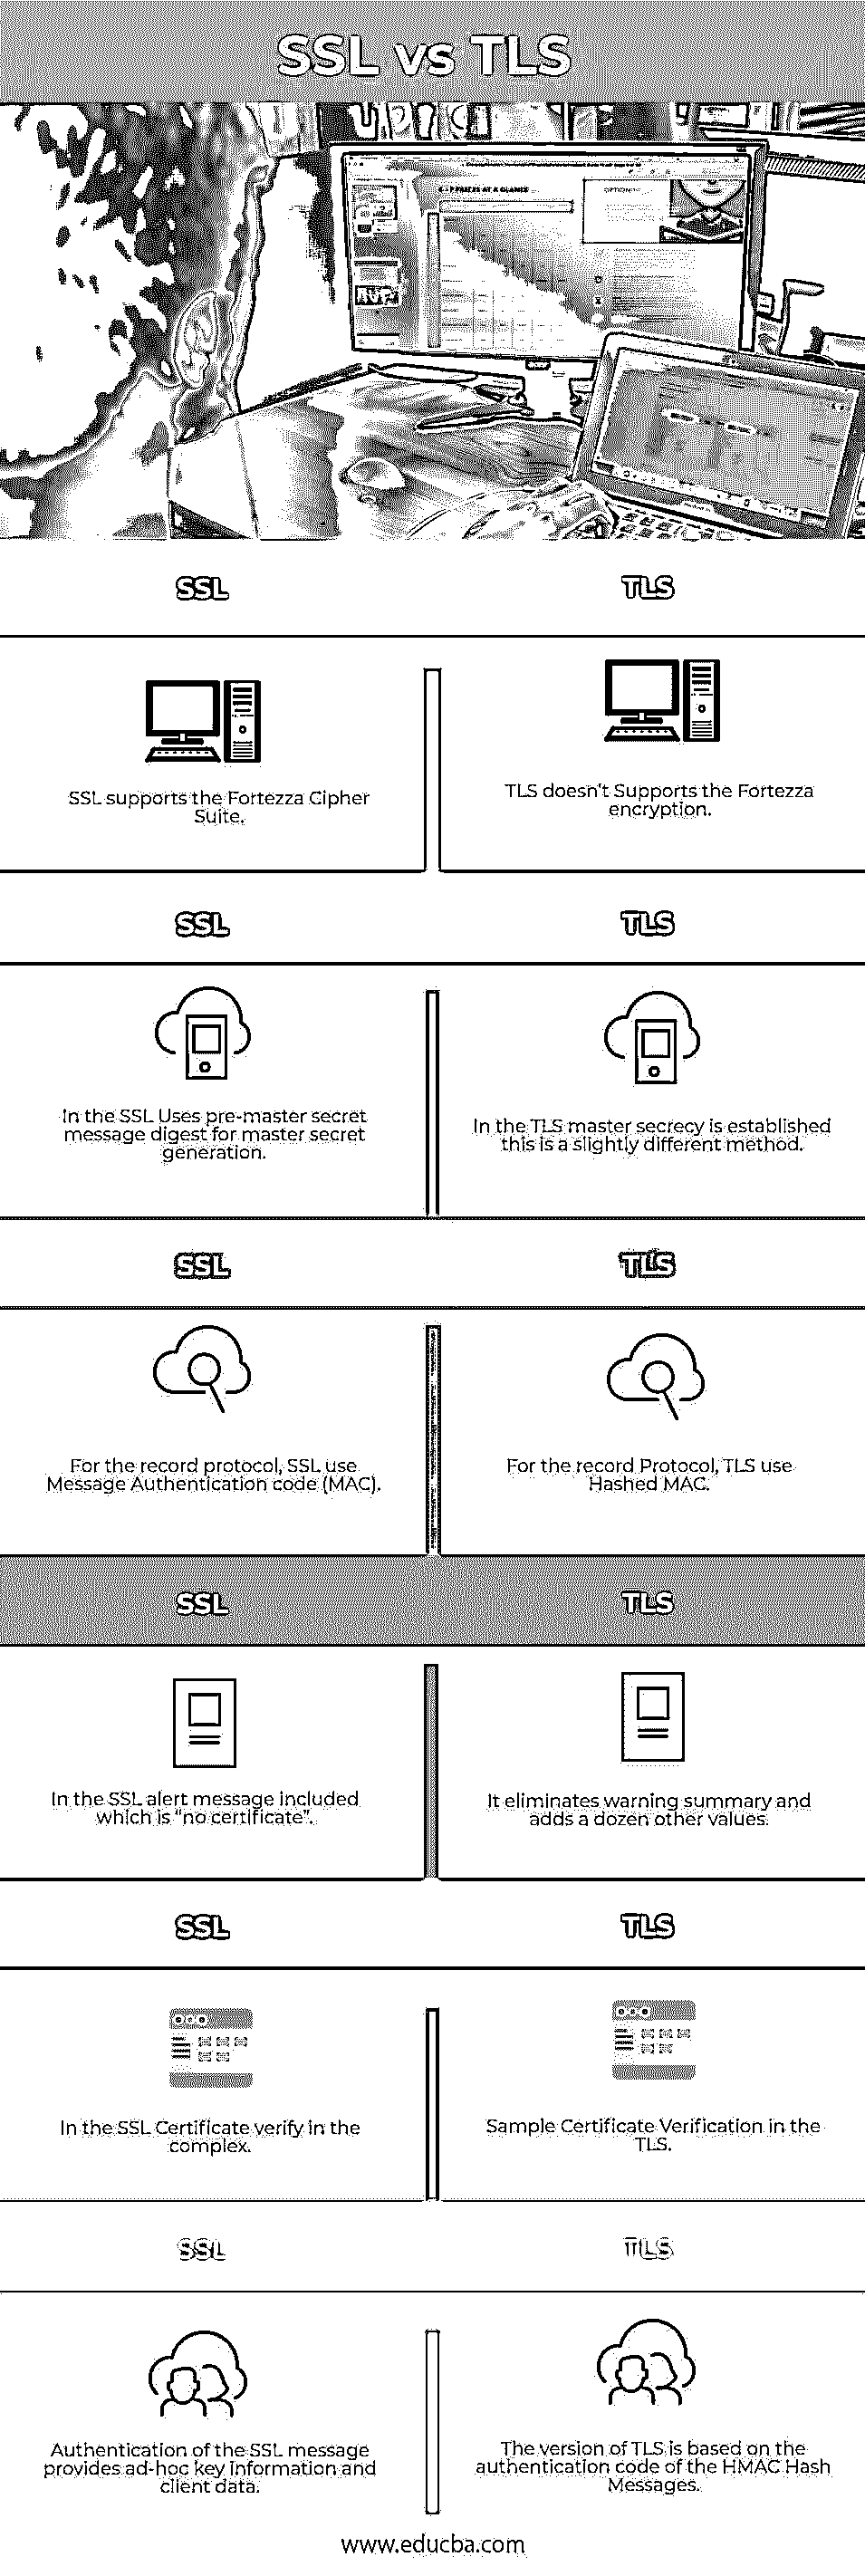 SSL vs TLS
SSL
TLS
SSL supports the Fortezza Cipher
Suite.
TLS doesn't Supports the Fortezza
encryption.
SSL
TLS
In the SSL Uses pre-master secret
message digest for master secret
generation.
In the TLS master secrecy is established
this is a slightly different method.
SSL
TLS
For the record protocol, SSL use
Message Authentication code (MAC).
For the record Protocol, TLS use
Hashed MAC.
SSL
TLS
In the SSL alert message included
which is "no certificate".
It eliminates warning summary and
adds a dozen other values.
SSL
TLS
In the SSL Certificate verify in the
complex.
Sample Certificate Verification in the
TLS.
SSL
TLS
Authentication of the SSL message
provides ad-hoc key information and
client data.
The version of TLS is based on the
authentication code of the HMAC Hash
Messages.
www.educba.com